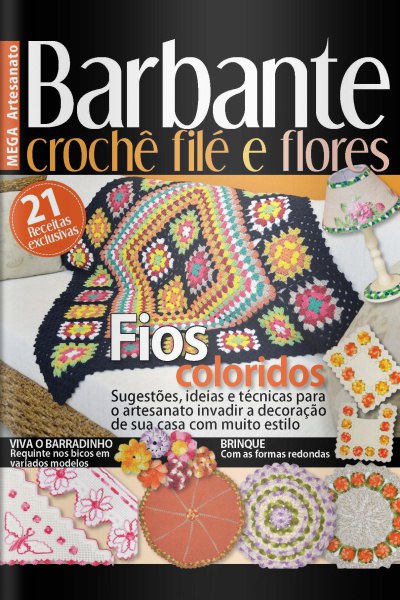 MEGA Artesanato
Barbante
crochê filé e flores
21
Receitas
exclusivas
Fios
coloridos
Sugestões, ideias e técnicas para
o artesanato invadir a decoração
de sua casa com muito estilo
VIVA O BARRADINHO
Requinte nos bicos em
variados modelos
BRINQUE
Com as formas redondas